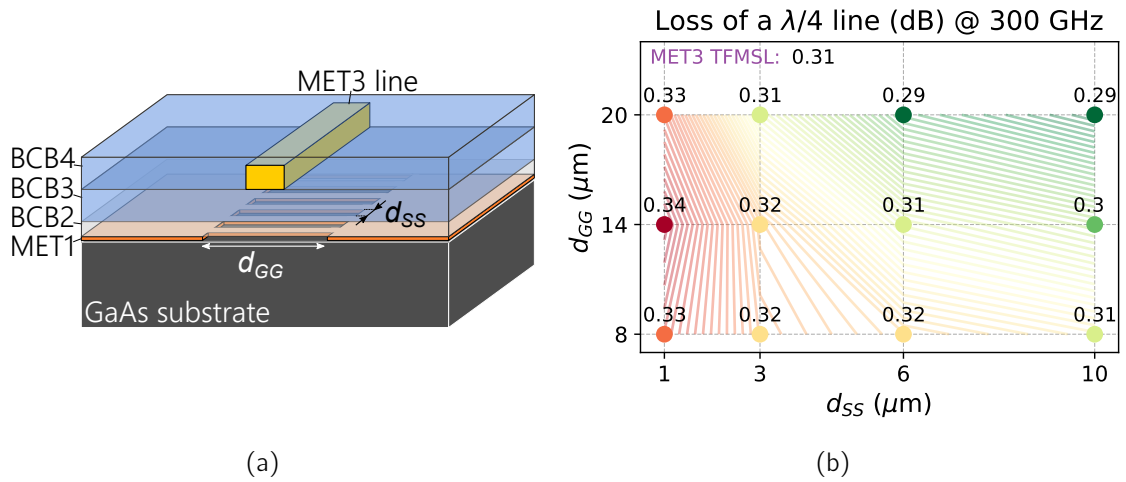 MET3 line
BCB4
BCB3
BCB2
MET1
d_SS
d_GG
GaAs substrate
(a)
Loss of a λ/4 line (dB) @ 300 GHz
MET3 TFMSL: 0.31
0.33 0.31 0.29 0.29
20
0.34 0.32 0.31 0.3
14
0.33 0.32 0.32 0.31
8
d_GG (μm)
1 3 6 10
d_SS (μm)
(b)